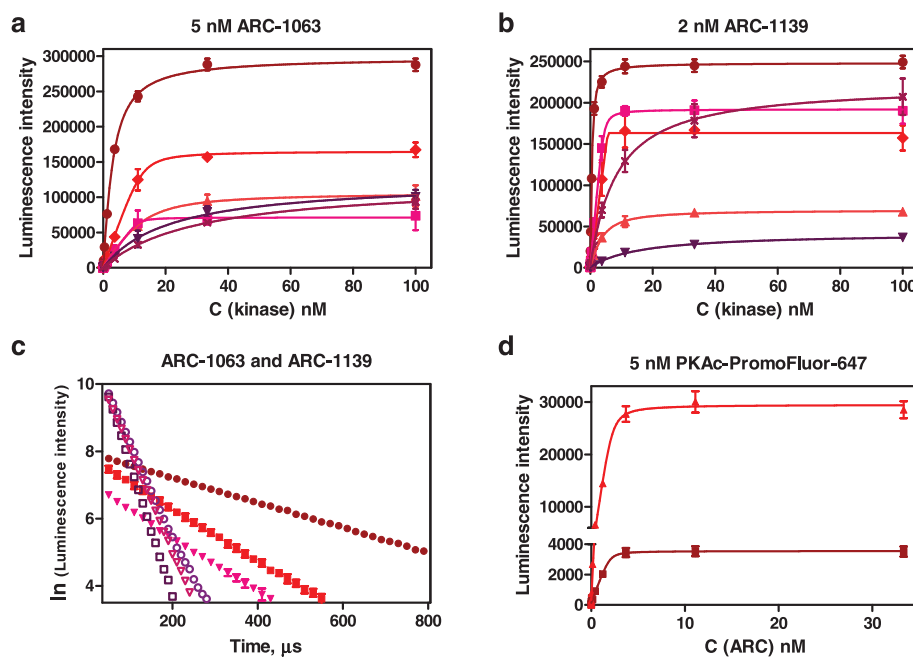 a
5 nM ARC-1063
Luminescence intensity
300000
250000
200000
150000
100000
50000
0
0 20 40 60 80 100
C (kinase) nM
b
2 nM ARC-1139
Luminescence intensity
300000
250000
200000
150000
100000
50000
0
0 20 40 60 80 100
C (kinase) nM
c
ARC-1063 and ARC-1139
ln (Luminescence intensity)
10
8
6
4
200 400 600 800
Time, μs
d
5 nM PKAc-PromoFluor-647
Luminescence intensity
30000
20000
10000
4000
2000
0
0 10 20 30
C (ARC) nM